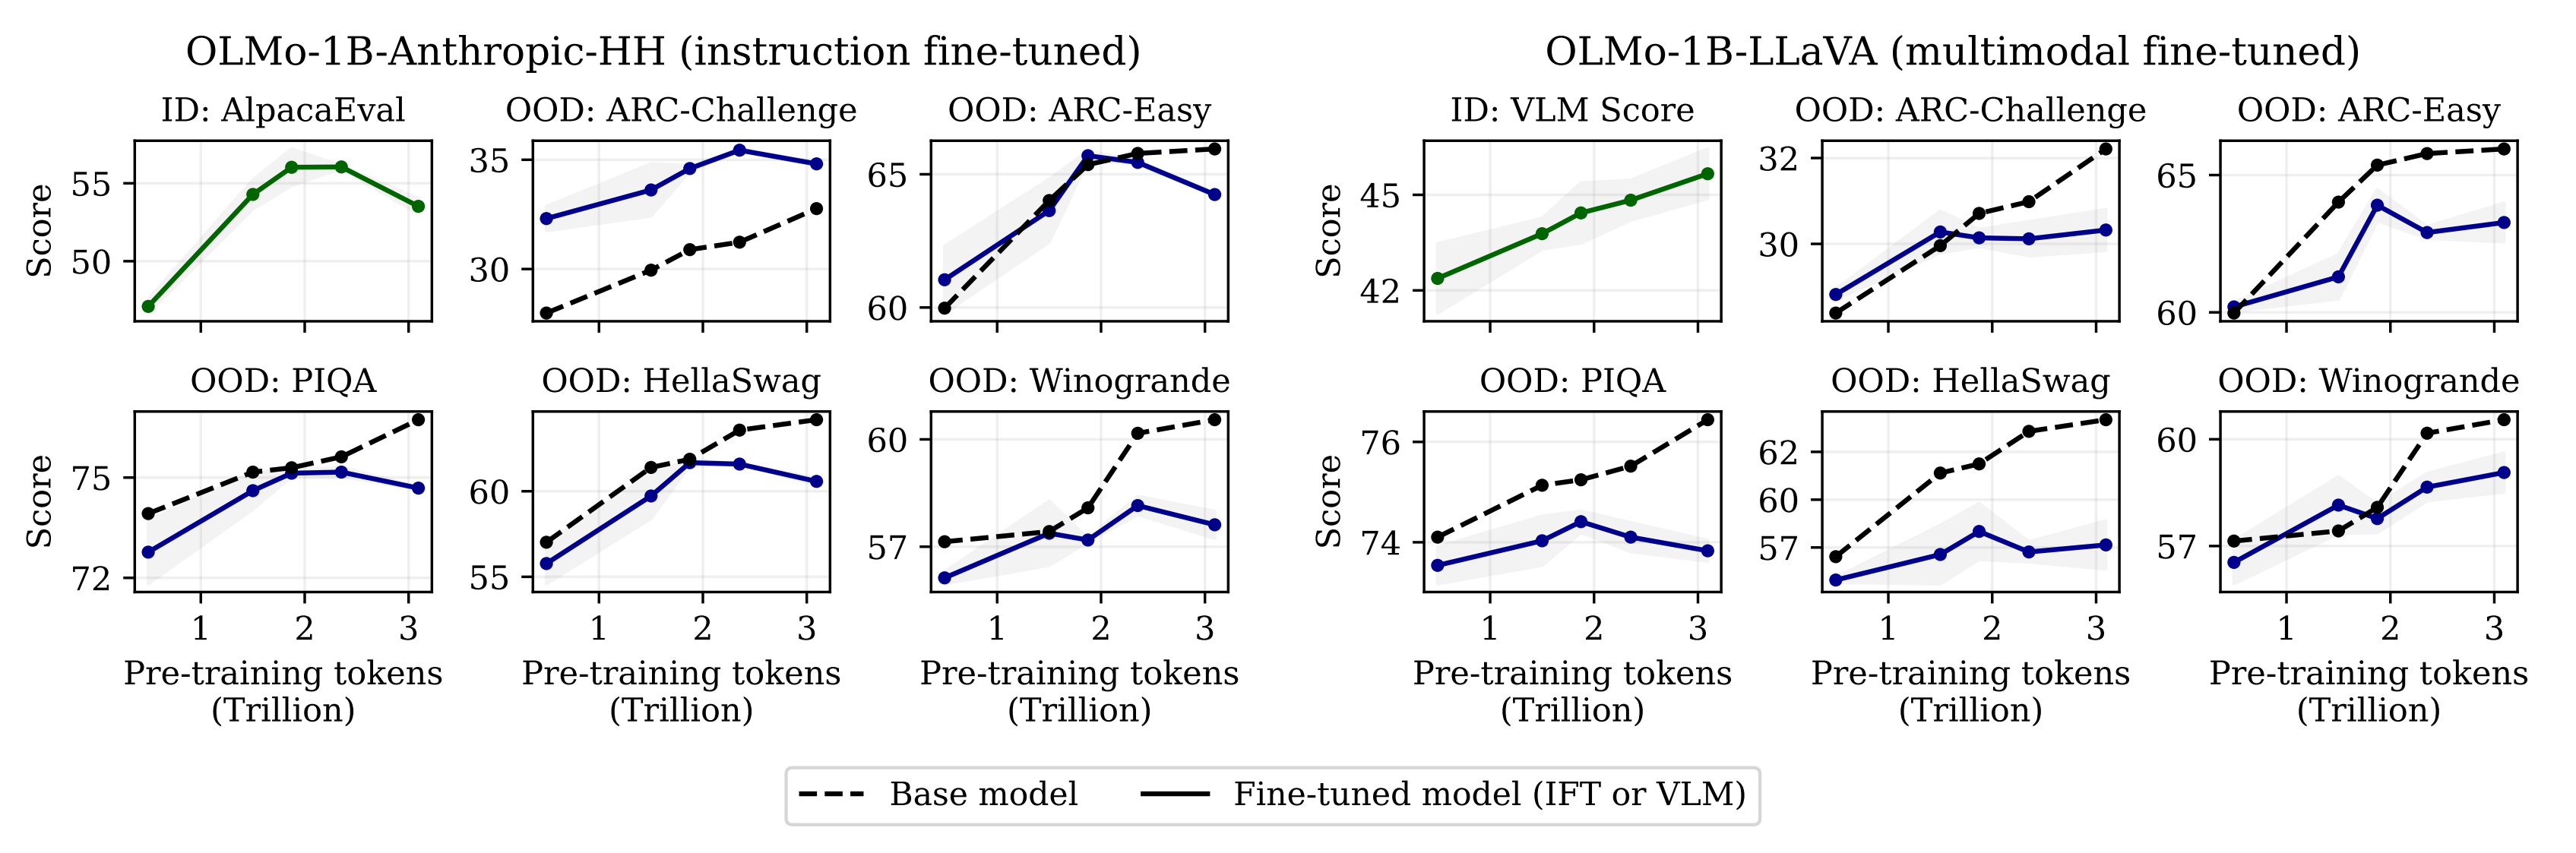 OLMo-1B-Anthropic-HH (instruction fine-tuned)
OLMo-1B-LLaVA (multimodal fine-tuned)
ID: AlpacaEval
OOD: ARC-Challenge
OOD: ARC-Easy
ID: VLM Score
OOD: ARC-Challenge
OOD: ARC-Easy
Score
55
50
35
30
65
60
Score
45
42
32
30
65
60
OOD: PIQA
OOD: HellaSwag
OOD: Winogrande
OOD: PIQA
OOD: HellaSwag
OOD: Winogrande
Score
75
72
60
55
60
57
Score
76
74
62
60
57
60
57
1 2 3
1 2 3
1 2 3
1 2 3
1 2 3
1 2 3
Pre-training tokens
(Trillion)
Pre-training tokens
(Trillion)
Pre-training tokens
(Trillion)
Pre-training tokens
(Trillion)
Pre-training tokens
(Trillion)
Pre-training tokens
(Trillion)
Base model
Fine-tuned model (IFT or VLM)